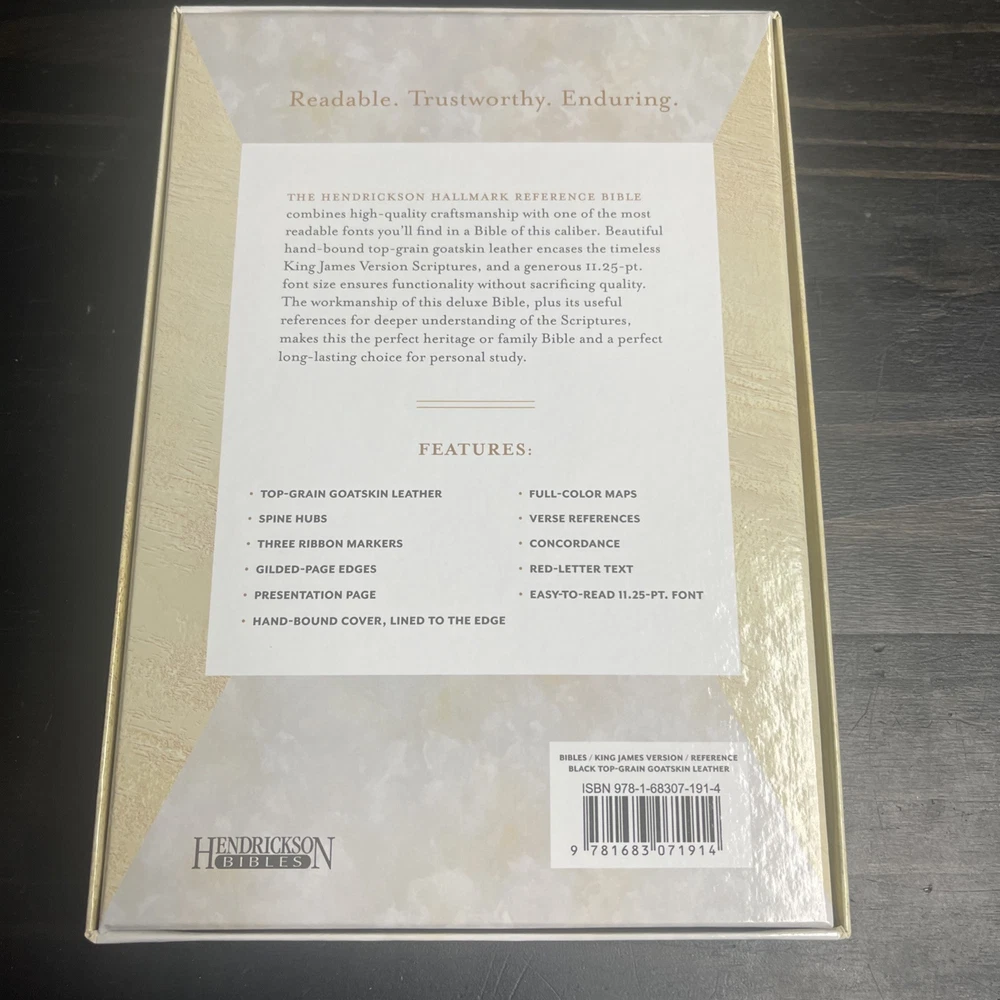 Readable. Trustworthy. Enduring.
THE HENDRICKSON HALLMARK REFERENCE BIBLE
combines high-quality craftsmanship with one of the most
readable fonts you'll find in a Bible of this caliber. Beautiful
hand-bound top-grain goatskin leather encases the timeless
King James Version Scriptures, and a generous 11.25-pt.
font size ensures functionality without sacrificing quality.
The workmanship of this deluxe Bible, plus its useful
references for deeper understanding of the Scriptures,
makes this the perfect heritage or family Bible and a perfect
long-lasting choice for personal study.
FEATURES:
• TOP-GRAIN GOATSKIN LEATHER
• SPINE HUBS
• THREE RIBBON MARKERS
• GILDED-PAGE EDGES
• PRESENTATION PAGE
• HAND-BOUND COVER, LINED TO THE EDGE
• FULL-COLOR MAPS
• VERSE REFERENCES
• CONCORDANCE
• RED-LETTER TEXT
• EASY-TO-READ 11.25-PT. FONT
BIBLES / KING JAMES VERSION / REFERENCE
BLACK TOP-GRAIN GOATSKIN LEATHER
ISBN 978-1-68307-191-4
9 781683 071914
HENDRICKSON
BIBLES